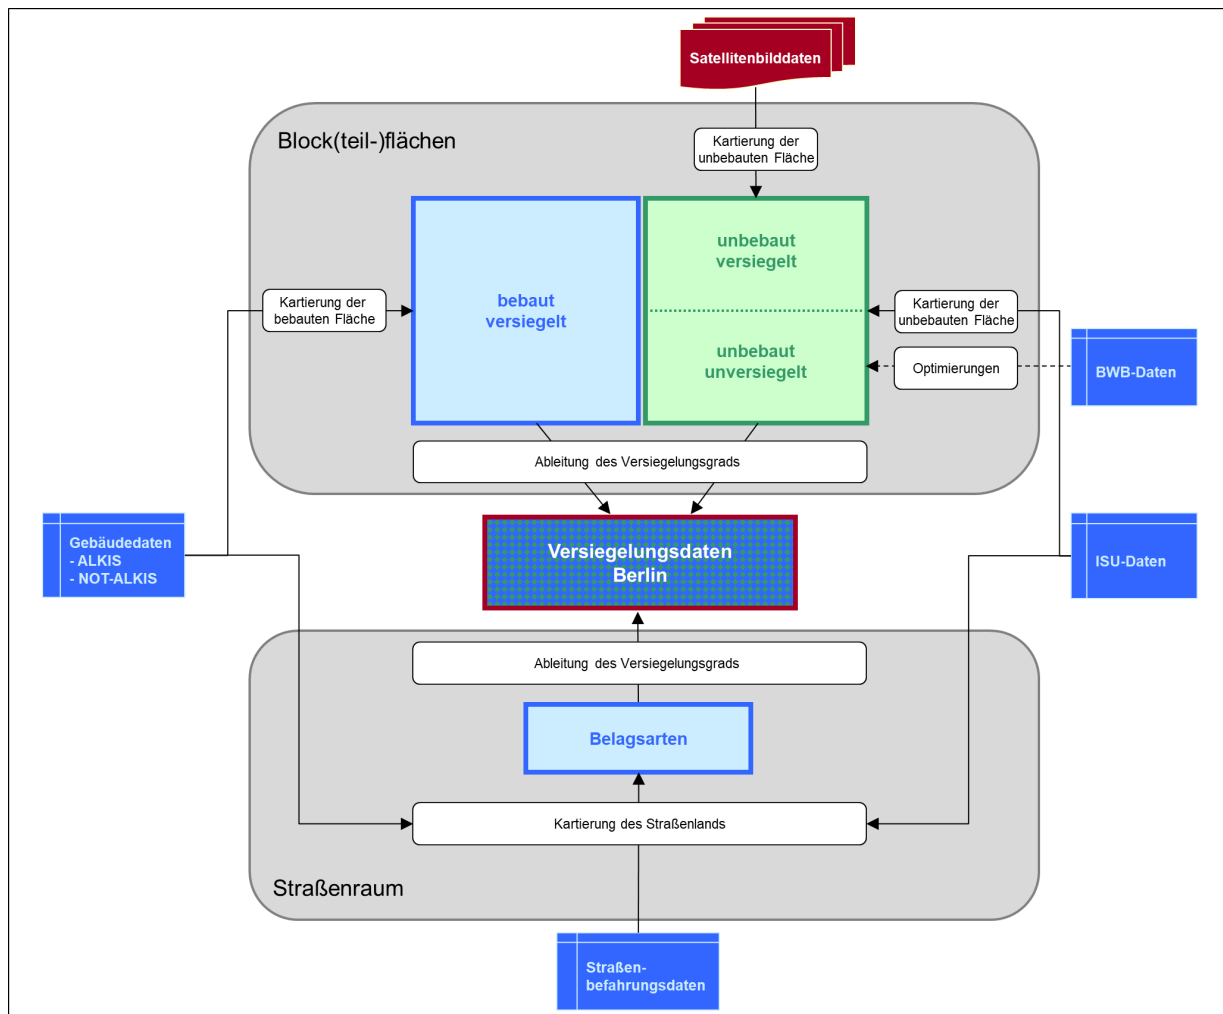 Satellitenbilddaten
Block(teil-)flächen
Kartierung der
unbebauten Fläche
unbebaut
versiegelt
bebaut
versiegelt
Kartierung der
bebauten Fläche
Kartierung der
unbebauten Fläche
unbebaut
unversiegelt
Optimierungen
BWB-Daten
Ableitung des Versiegelungsgrads
Gebäudedaten
- ALKIS
- NOT-ALKIS
Versiegelungsdaten
Berlin
ISU-Daten
Ableitung des Versiegelungsgrads
Belagsarten
Kartierung des Straßenlands
Straßenraum
Straßen-
befahrungsdaten